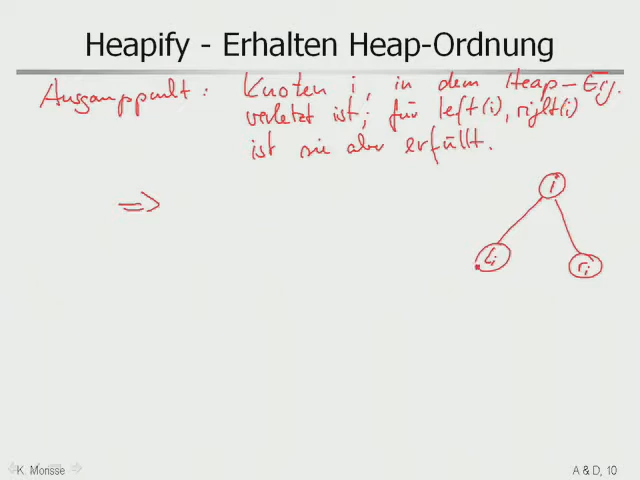 Heapify - Erhalten Heap-Ordnung
Ausgangspunkt: Knoten i, in dem Heap-Eig.
verletzt ist; für left(i), right(i)
ist sie aber erfüllt.
=>
i
li
ri
K. Morisse
A & D, 10